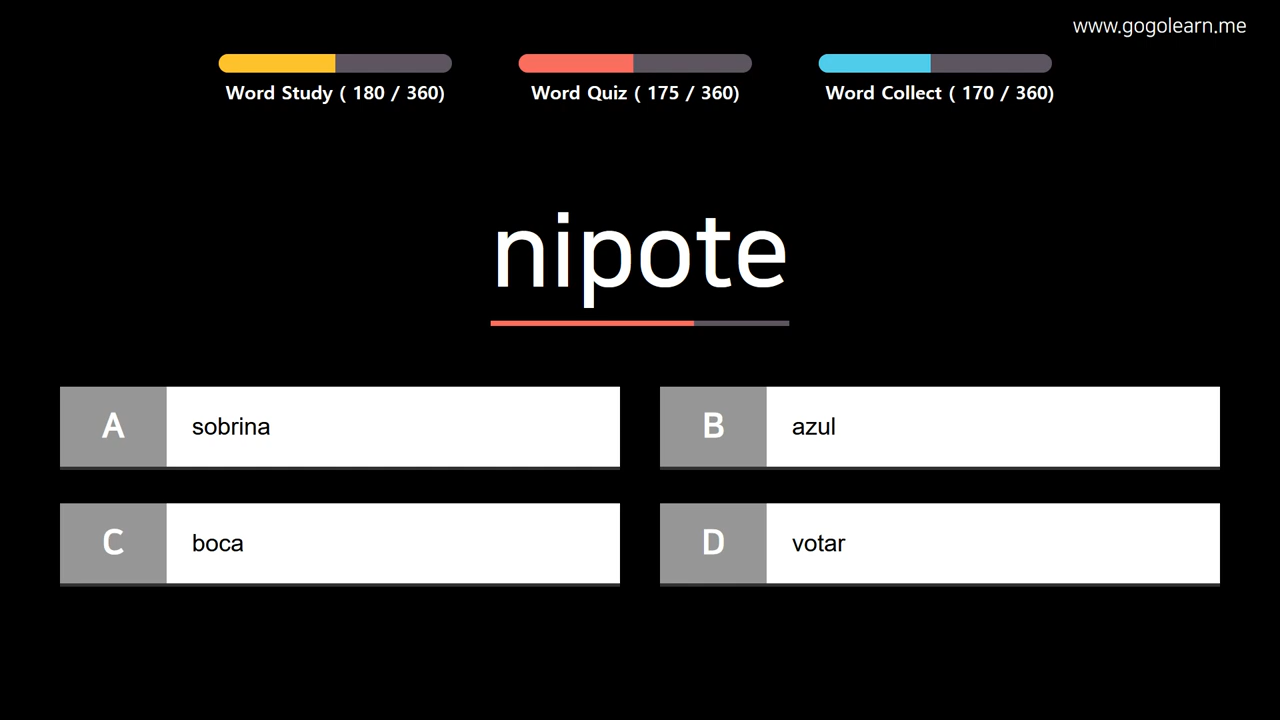 www.gogolearn.me
Word Study ( 180 / 360)
Word Quiz ( 175 / 360)
Word Collect ( 170 / 360)
nipote
A sobrina
B azul
C boca
D votar